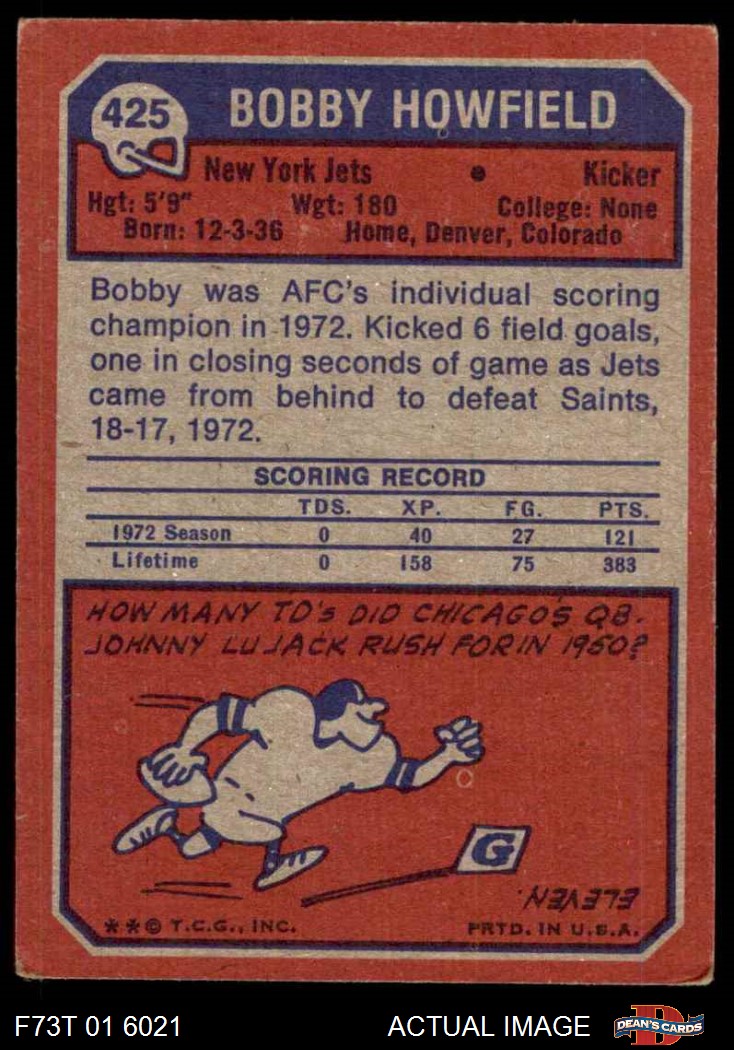 425
BOBBY HOWFIELD
New York Jets • Kicker
Hgt: 5'9" Wgt: 180 College: None
Born: 12-3-36 Home, Denver, Colorado
Bobby was AFC's individual scoring
champion in 1972. Kicked 6 field goals,
one in closing seconds of game as Jets
came from behind to defeat Saints,
18-17, 1972.
SCORING RECORD
TDS. XP. FG. PTS.
1972 Season 0 40 27 121
Lifetime 0 158 75 383
HOW MANY TD's DID CHICAGO'S QB.
JOHNNY LUJACK RUSH FOR IN 1950?
G
ELEVEN.
**© T.C.G., INC. PRTD. IN U.S.A.
F73T 01 6021 ACTUAL IMAGE D DEAN'S CARDS